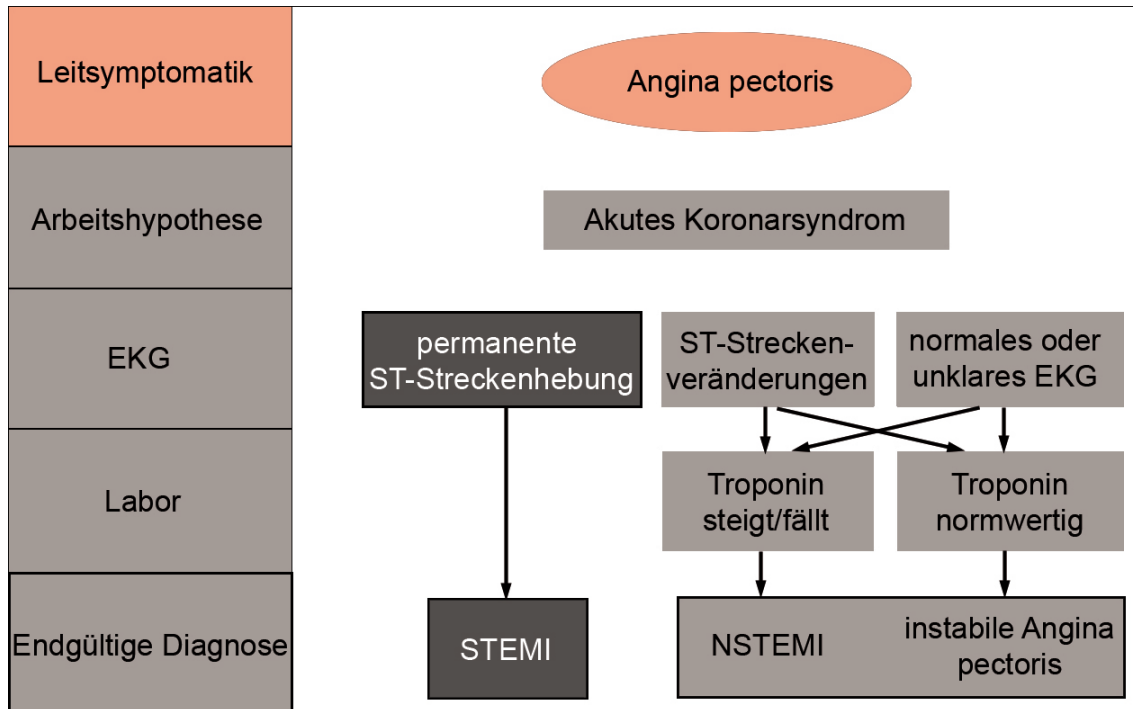 Leitsymptomatik
Angina pectoris
Arbeitshypothese
Akutes Koronarsyndrom
EKG
permanente
ST-Streckenhebung
ST-Strecken-
veränderungen
normales oder
unklares EKG
Labor
Troponin
steigt/fällt
Troponin
normwertig
Endgültige Diagnose
STEMI
NSTEMI
instabile Angina
pectoris